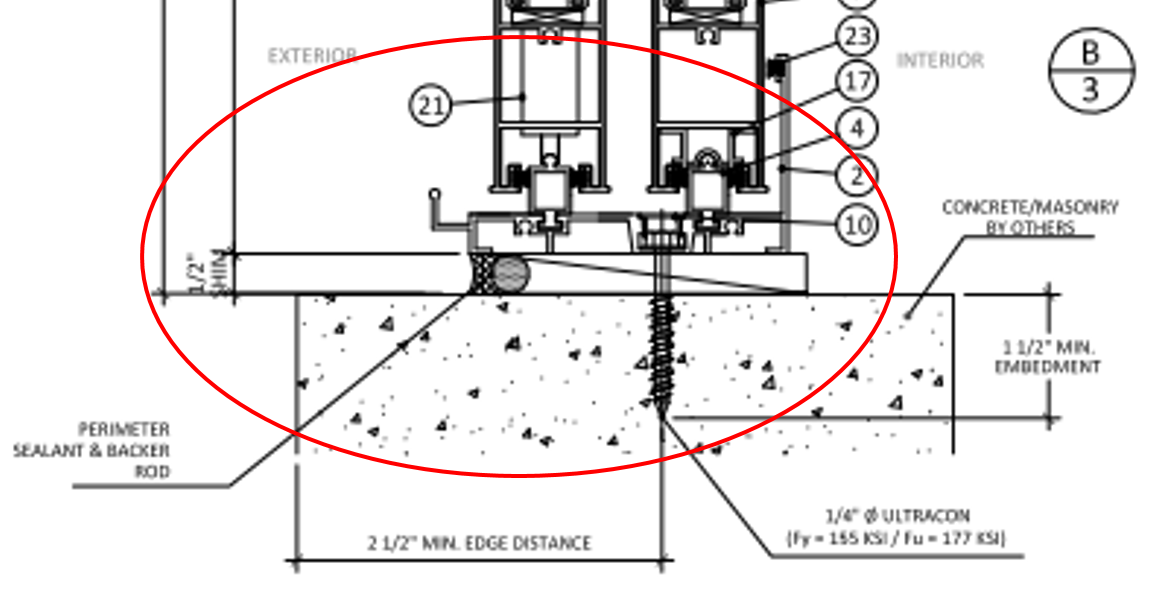 EXTERIOR
INTERIOR
B
3
23
17
21
4
2
10
CONCRETE/MASONRY
BY OTHERS
1/2"
SHIM
1 1/2" MIN.
EMBEDMENT
PERIMETER
SEALANT & BACKER
ROD
1/4" Ø ULTRACON
(Fy = 155 KSI / Fu = 177 KSI)
2 1/2" MIN. EDGE DISTANCE